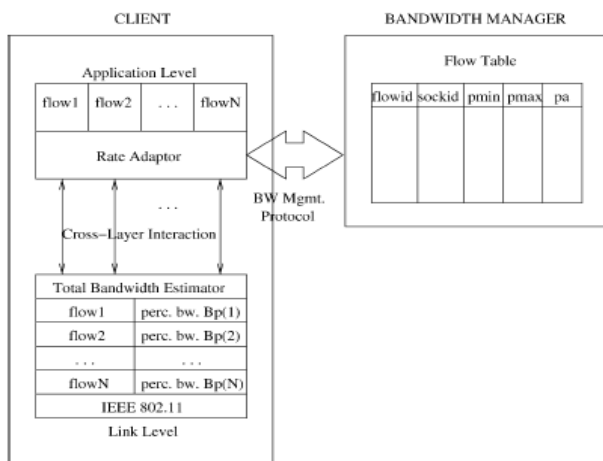 CLIENT
BANDWIDTH MANAGER
Application Level
flow1 flow2 . . . flowN
Rate Adaptor
. . .
Cross-Layer Interaction
Total Bandwidth Estimator
flow1 perc. bw. Bp(1)
flow2 perc. bw. Bp(2)
. . . . . .
flowN perc. bw. Bp(N)
IEEE 802.11
Link Level
BW Mgmt.
Protocol
Flow Table
flowid sockid pmin pmax pa